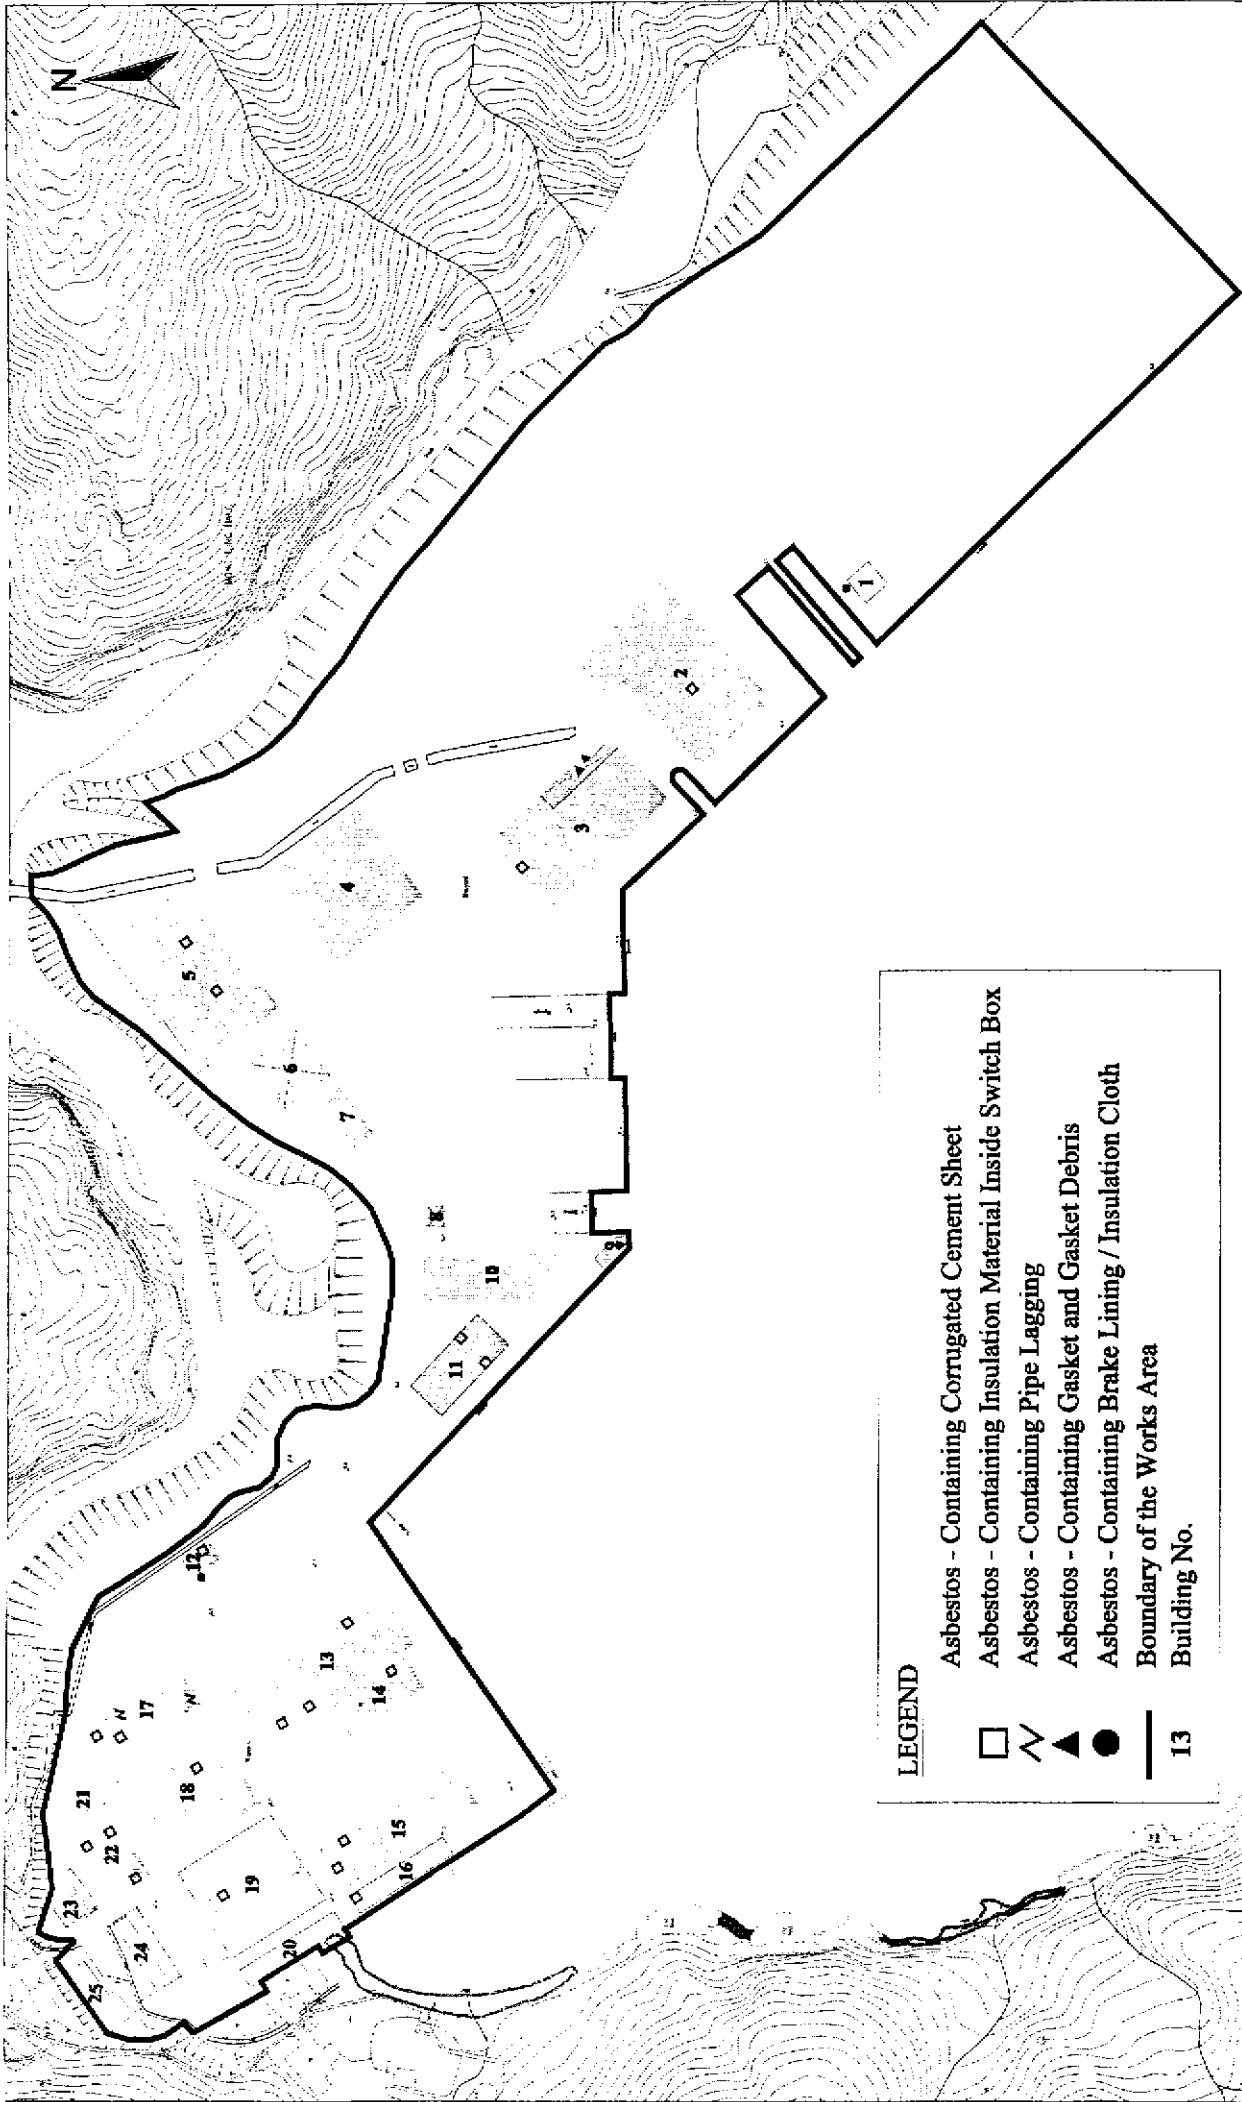 N
1
2
3
4
5
6
7
8
9
10
11
12
13
14
15
16
17
18
19
20
21
22
23
24
25
LEGEND
Asbestos - Containing Corrugated Cement Sheet
Asbestos - Containing Insulation Material Inside Switch Box
Asbestos - Containing Pipe Lagging
Asbestos - Containing Gasket and Gasket Debris
Asbestos - Containing Brake Lining / Insulation Cloth
Boundary of the Works Area
13 Building No.